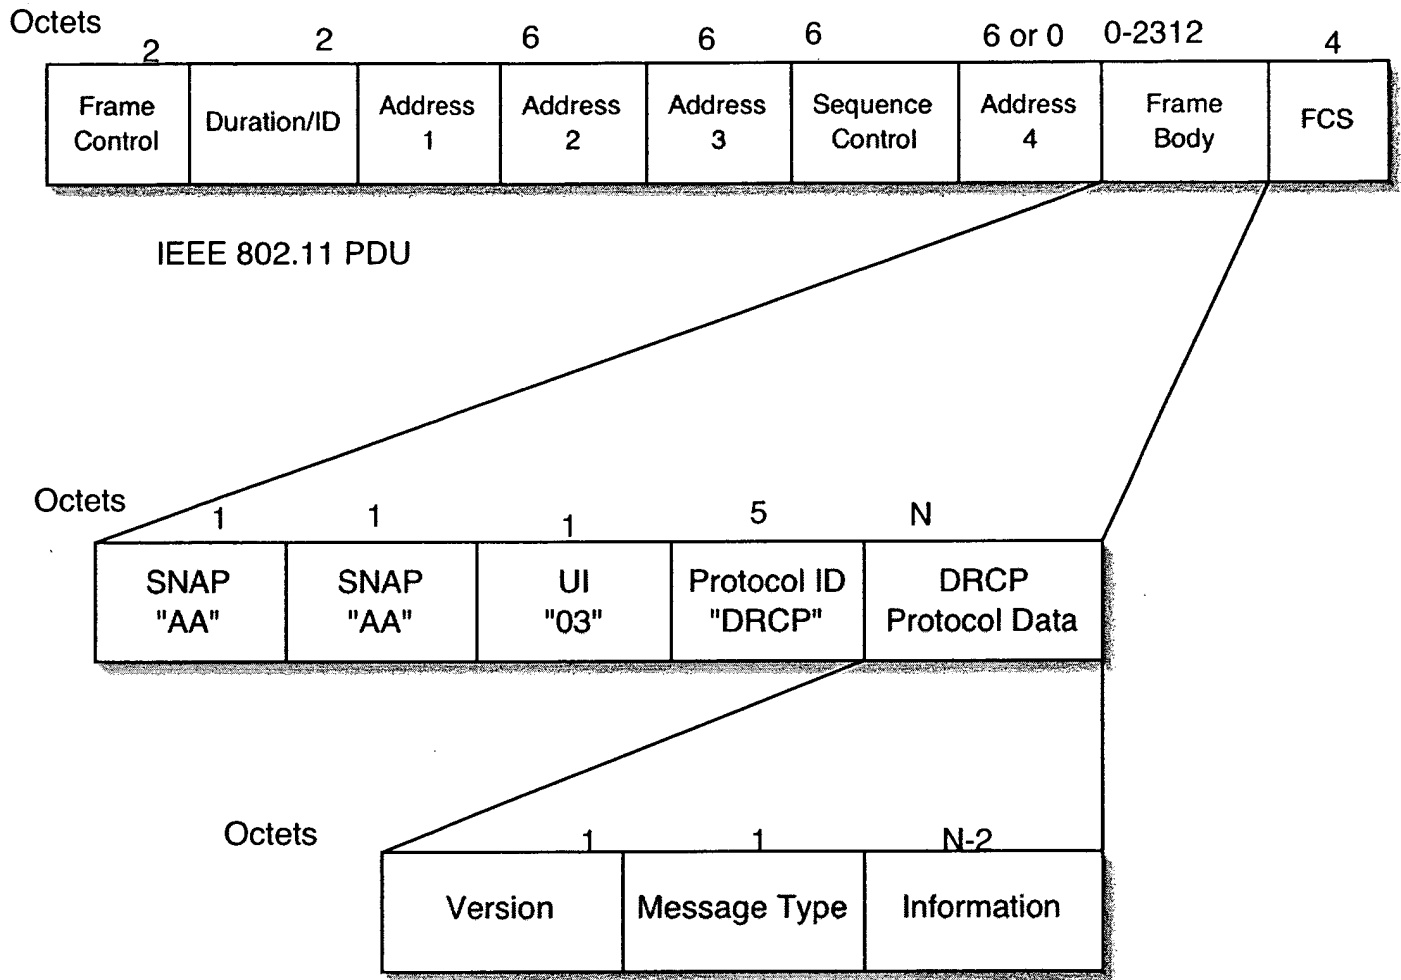 Octets
2 2 6 6 6 6 or 0 0-2312 4
Frame Control
Duration/ID
Address 1
Address 2
Address 3
Sequence Control
Address 4
Frame Body
FCS
IEEE 802.11 PDU
Octets
1 1 1 5 N
SNAP "AA"
SNAP "AA"
UI "03"
Protocol ID "DRCP"
DRCP Protocol Data
Octets
1 1 N-2
Version
Message Type
Information